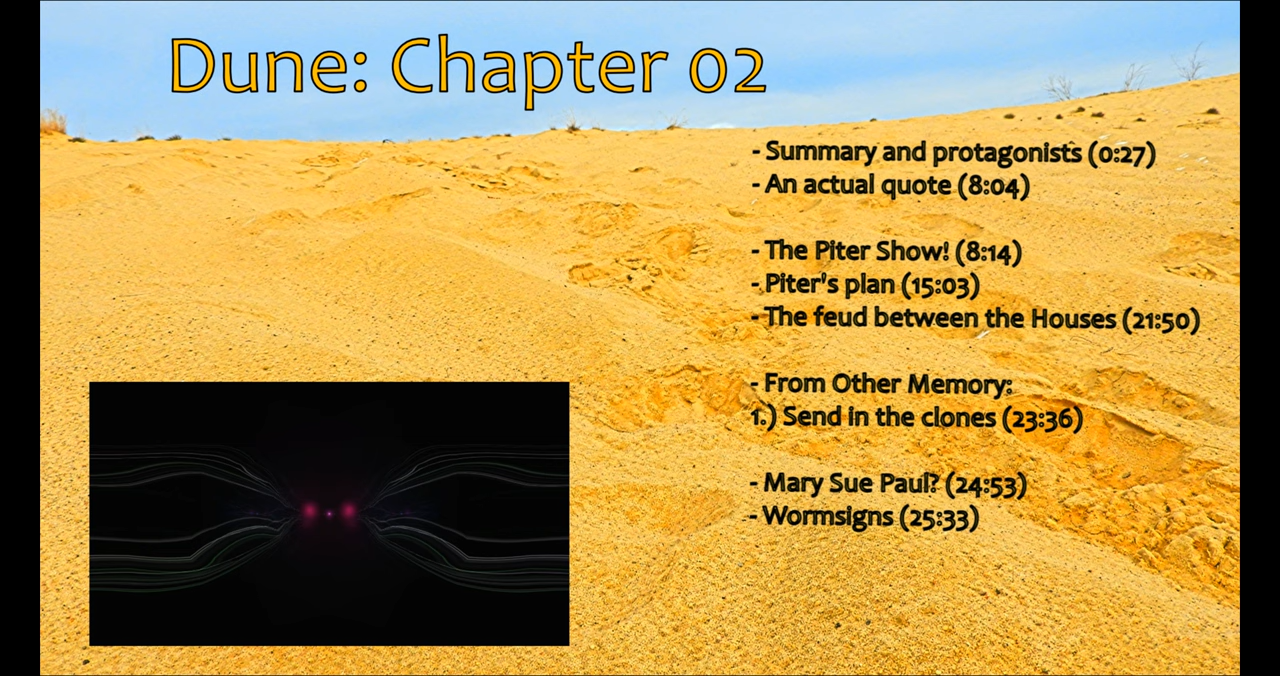 Dune: Chapter 02
- Summary and protagonists (0:27)
- An actual quote (8:04)
- The Piter Show! (8:14)
- Piter's plan (15:03)
- The feud between the Houses (21:50)
- From Other Memory:
1.) Send in the clones (23:36)
- Mary Sue Paul? (24:53)
- Wormsigns (25:33)